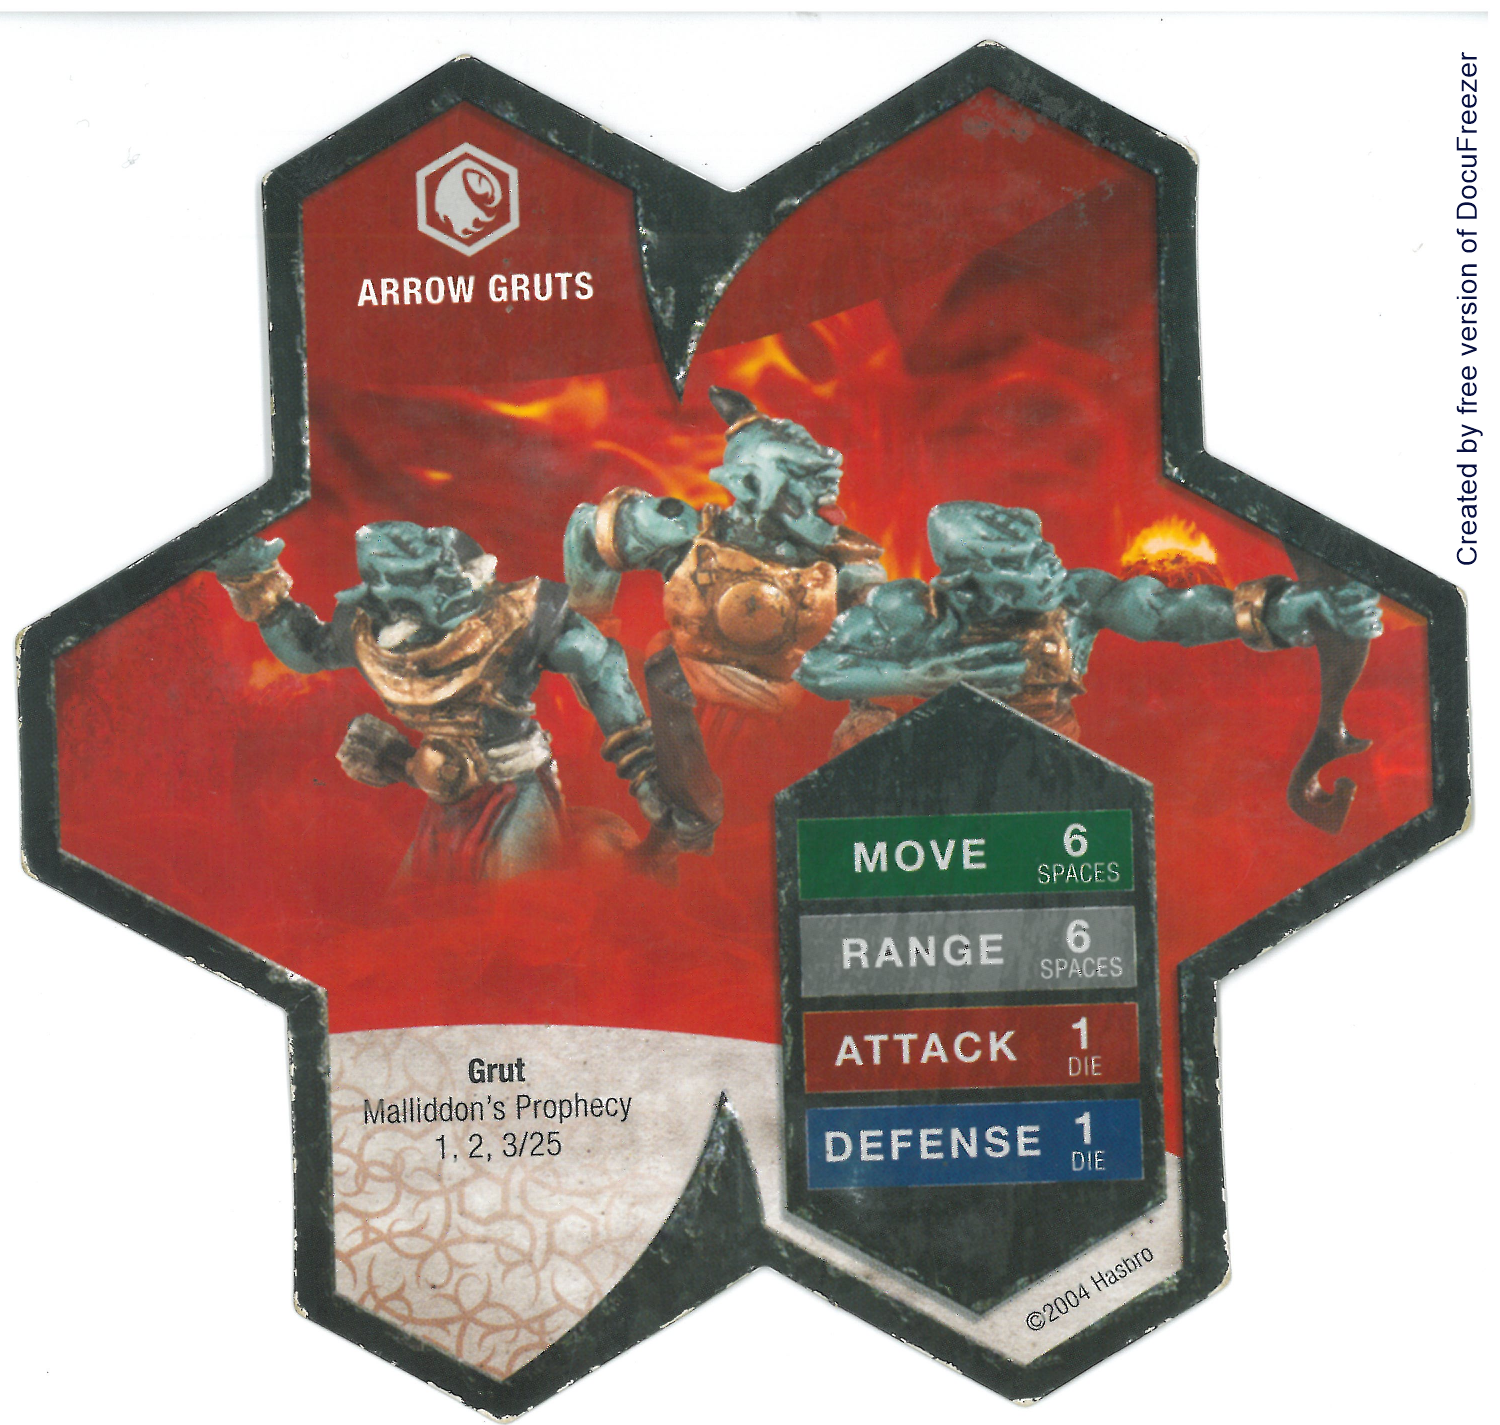 ARROW GRUTS
MOVE 6 SPACES
RANGE 6 SPACES
ATTACK 1 DIE
DEFENSE 1 DIE
Grut
Malliddon's Prophecy
1, 2, 3/25
©2004 Hasbro
Created by free version of DocuFreezer